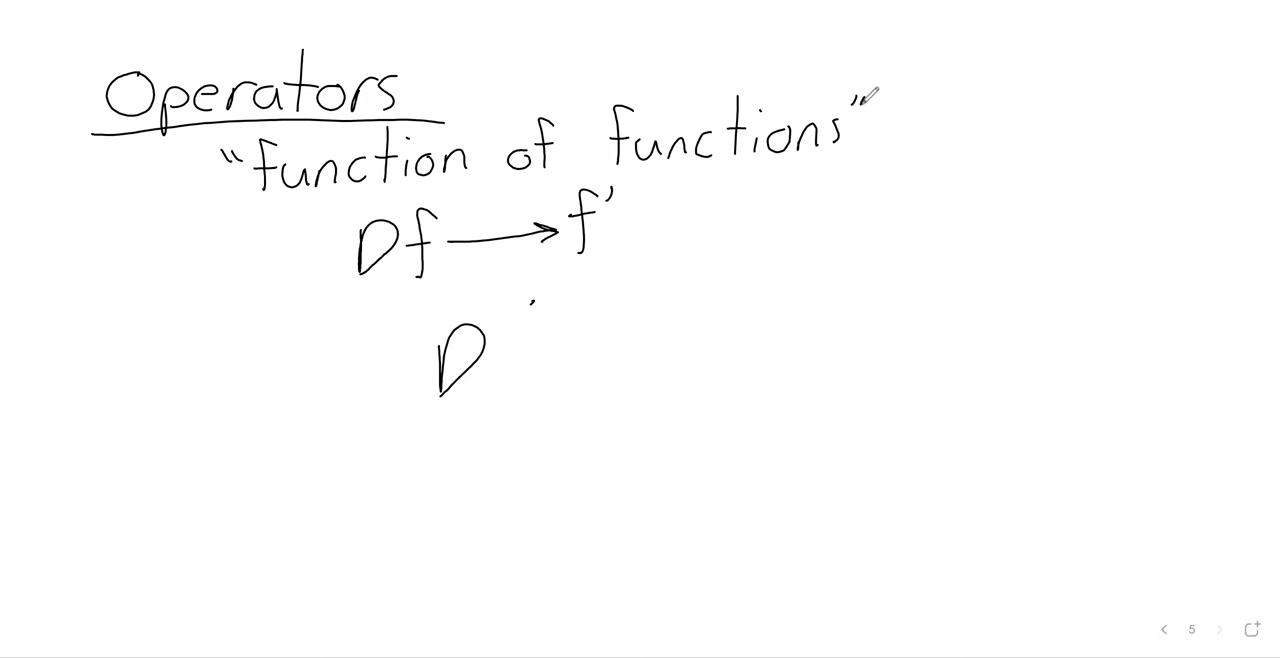 Operators
"function of functions"
Df → f'
D
5